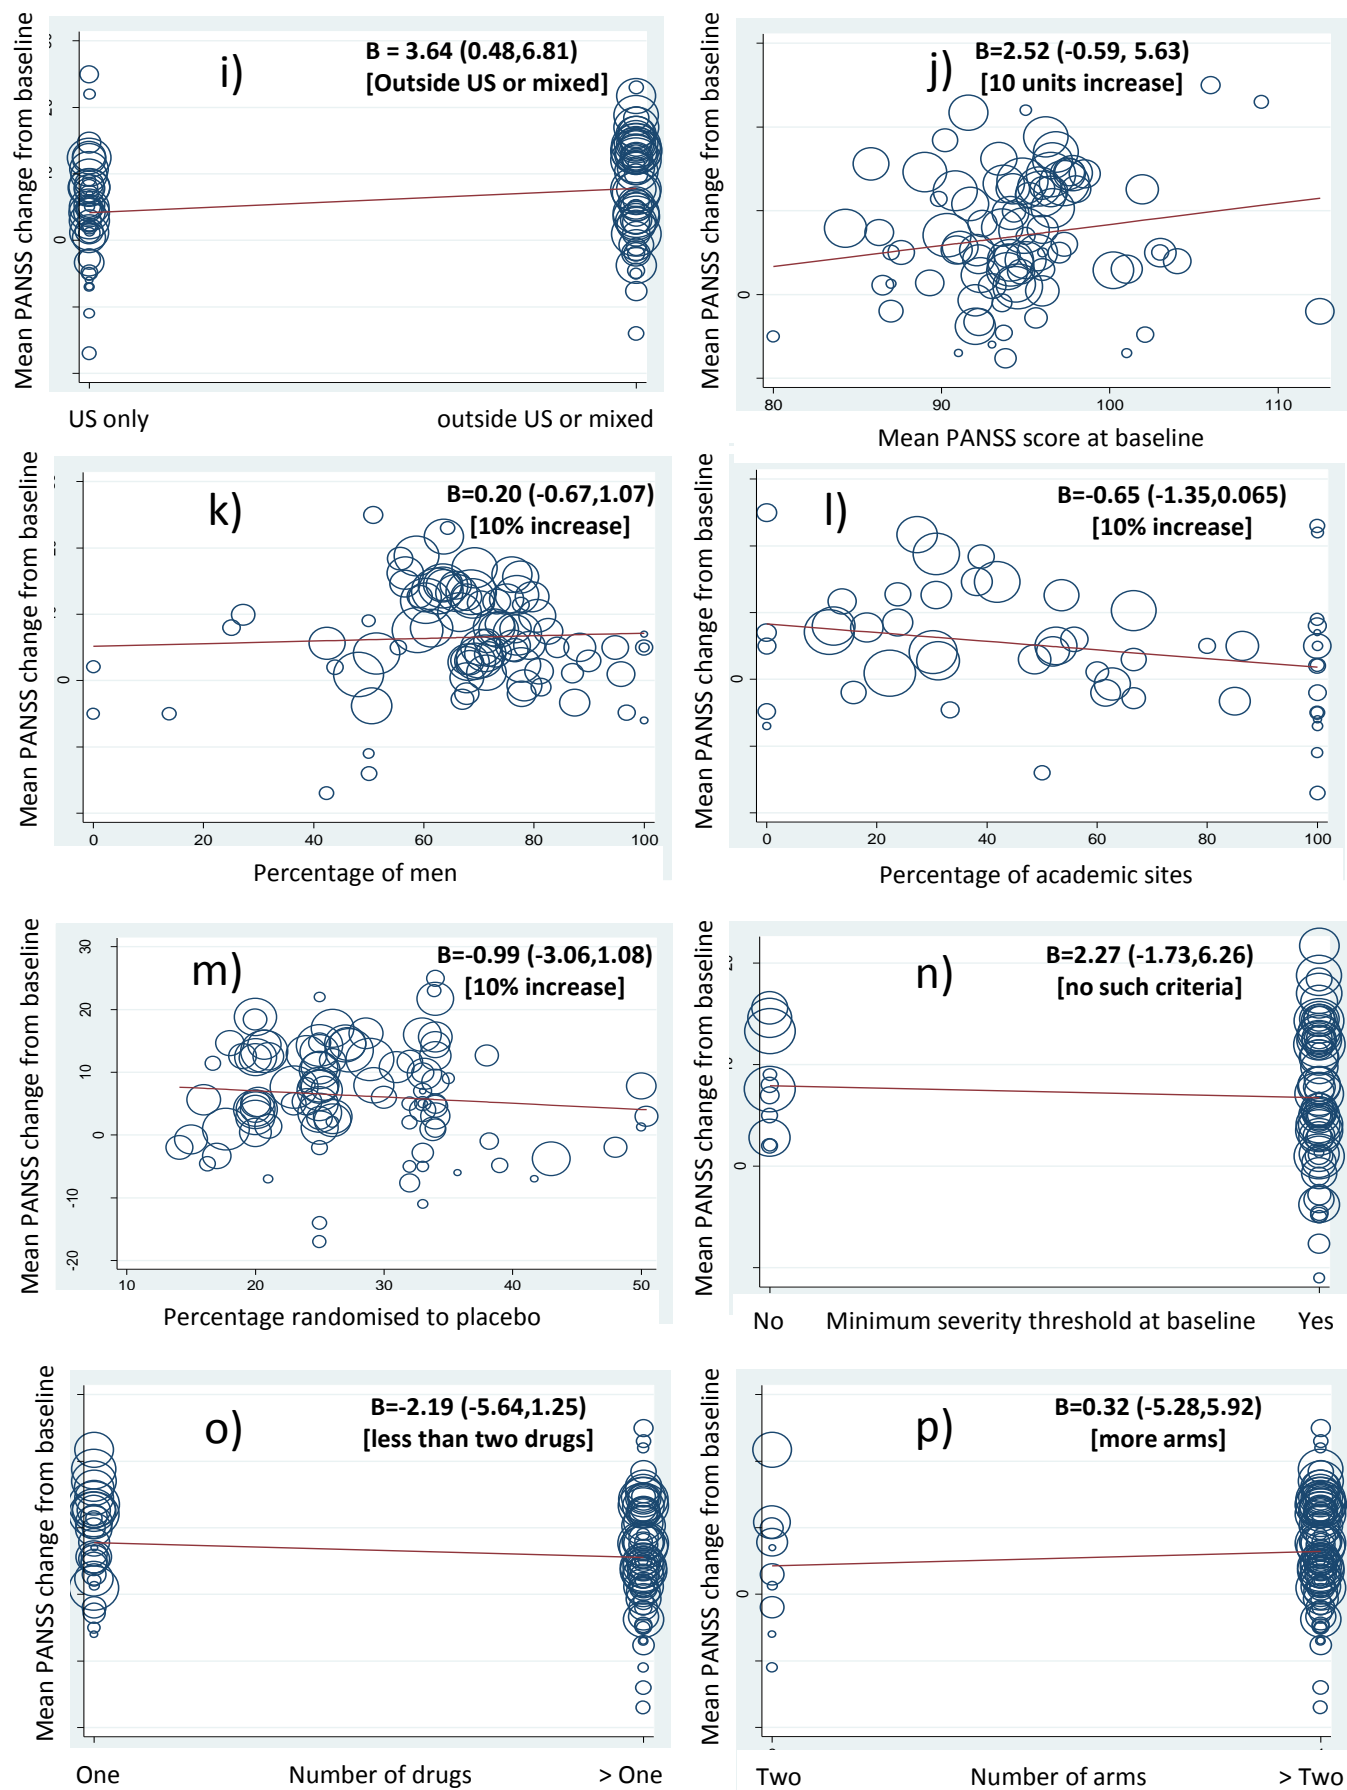 Mean PANSS change from baseline
i)
B = 3.64 (0.48,6.81)
[Outside US or mixed]
0
US only
outside US or mixed
Mean PANSS change from baseline
j)
B=2.52 (-0.59, 5.63)
[10 units increase]
0
80 90 100 110
Mean PANSS score at baseline
Mean PANSS change from baseline
k)
B=0.20 (-0.67,1.07)
[10% increase]
0
0 20 40 60 80 100
Percentage of men
Mean PANSS change from baseline
l)
B=-0.65 (-1.35,0.065)
[10% increase]
0
0 20 40 60 80 100
Percentage of academic sites
Mean PANSS change from baseline
m)
B=-0.99 (-3.06,1.08)
[10% increase]
30
20
10
0
-10
-20
10 20 30 40 50
Percentage randomised to placebo
Mean PANSS change from baseline
n)
B=2.27 (-1.73,6.26)
[no such criteria]
0
No Minimum severity threshold at baseline Yes
Mean PANSS change from baseline
o)
B=-2.19 (-5.64,1.25)
[less than two drugs]
One Number of drugs > One
Mean PANSS change from baseline
p)
B=0.32 (-5.28,5.92)
[more arms]
0
Two Number of arms > Two